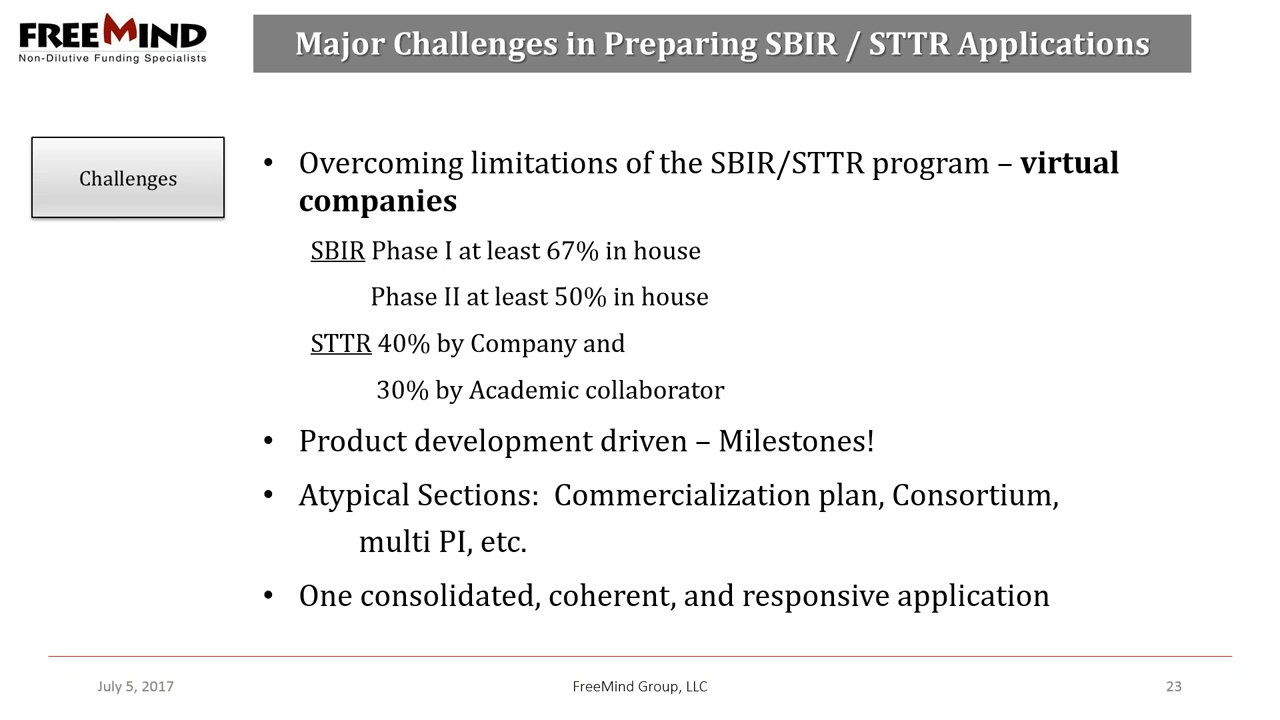 FREEMIND
Non-Dilutive Funding Specialists
Major Challenges in Preparing SBIR / STTR Applications
Challenges
• Overcoming limitations of the SBIR/STTR program – virtual
companies
SBIR Phase I at least 67% in house
Phase II at least 50% in house
STTR 40% by Company and
30% by Academic collaborator
• Product development driven – Milestones!
• Atypical Sections:  Commercialization plan, Consortium,
multi PI, etc.
• One consolidated, coherent, and responsive application
July 5, 2017
FreeMind Group, LLC
23